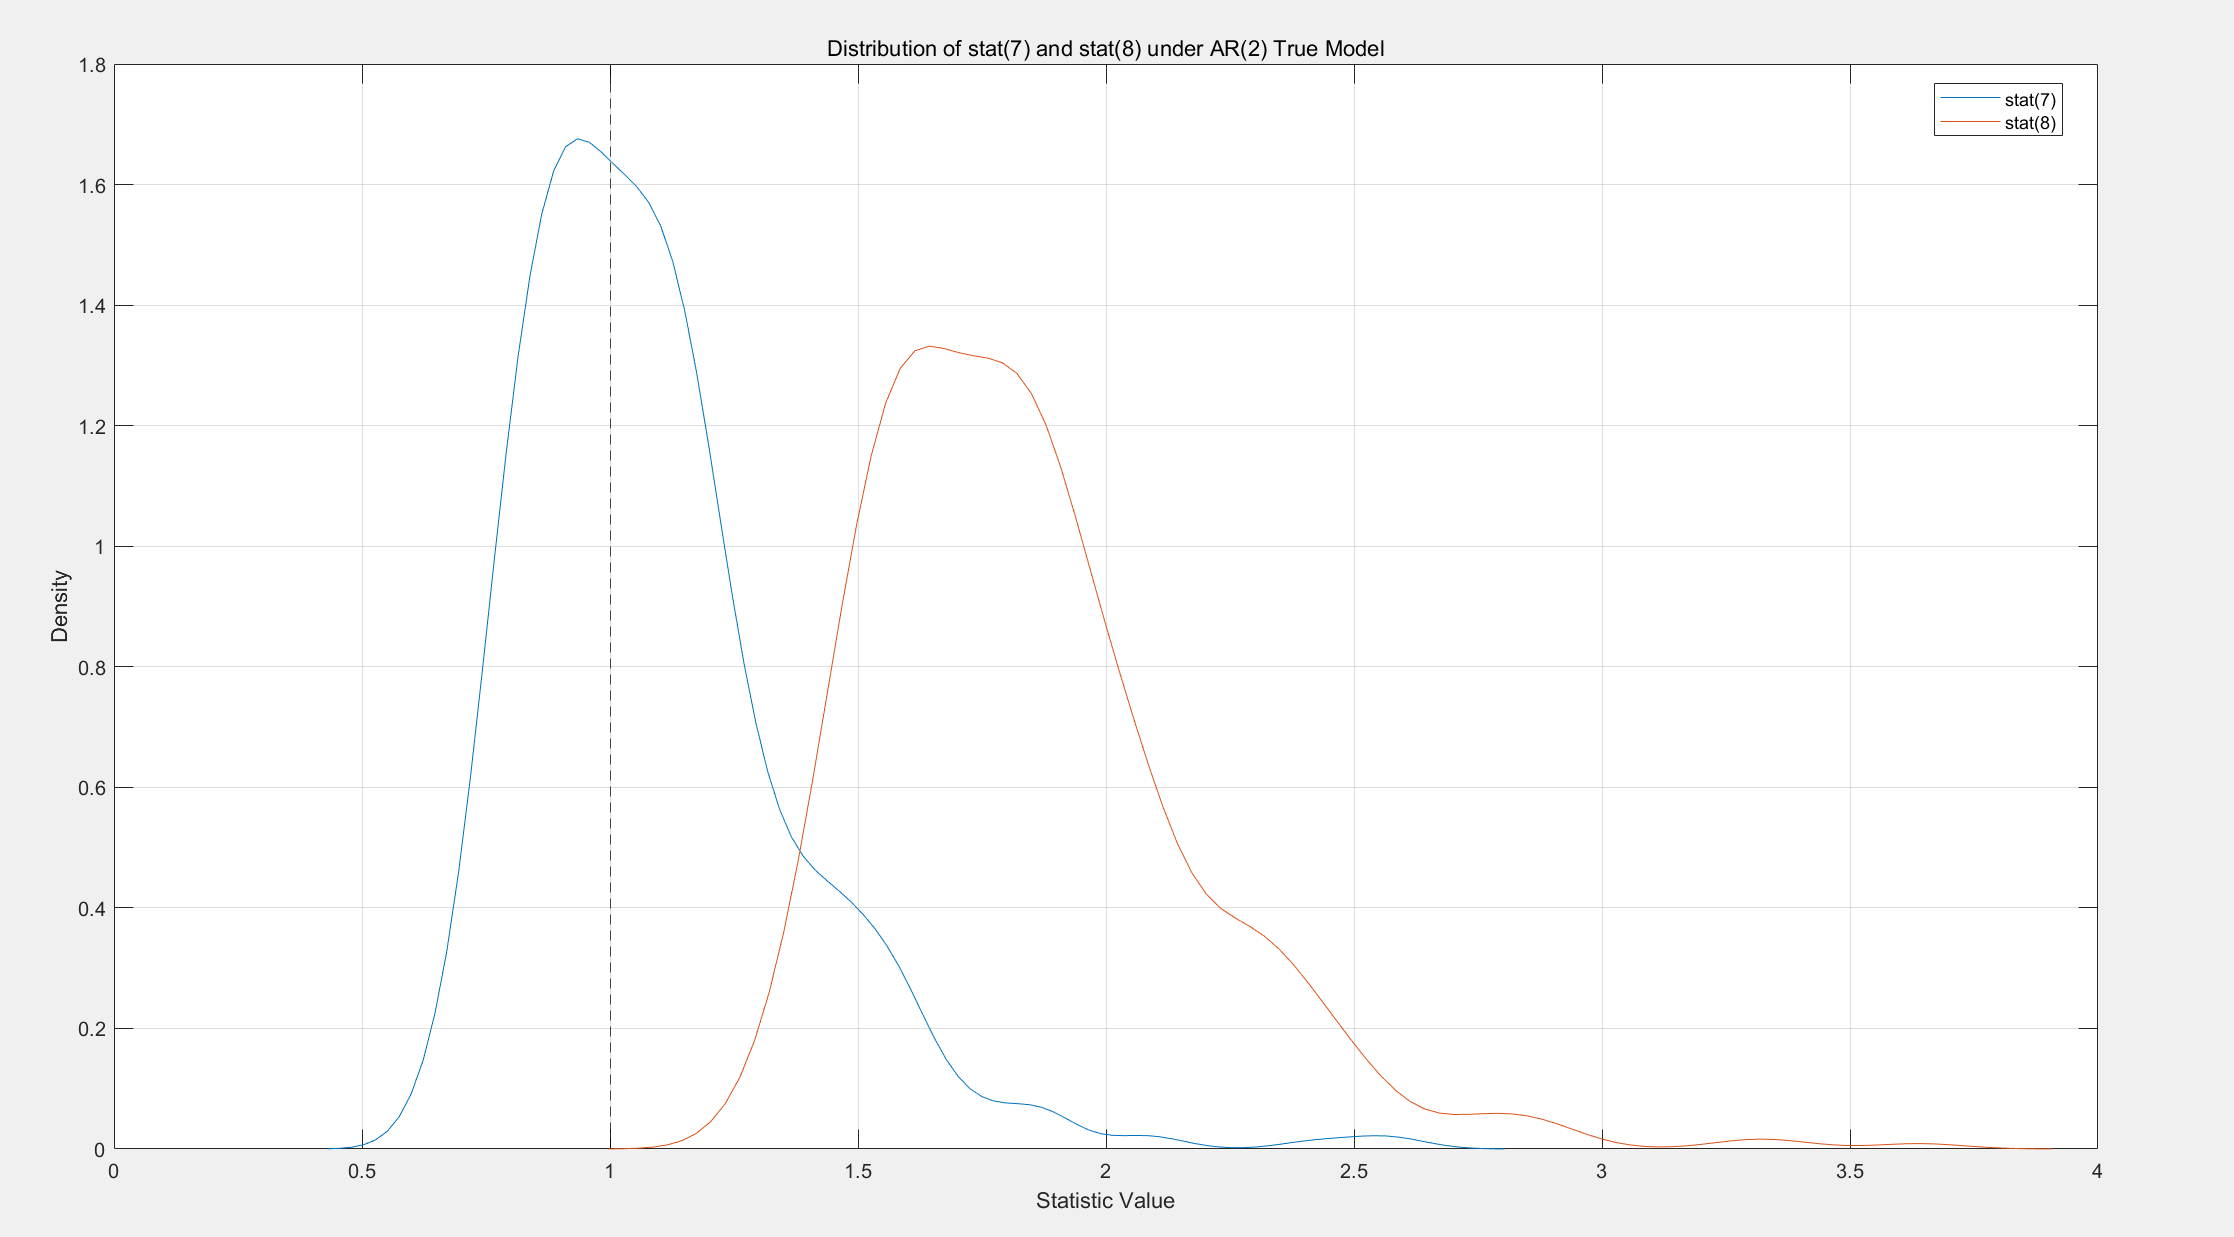 Distribution of stat(7) and stat(8) under AR(2) True Model
stat(7)
stat(8)
1.8
1.6
1.4
1.2
1
0.8
0.6
0.4
0.2
0
Density
0 0.5 1 1.5 2 2.5 3 3.5 4
Statistic Value